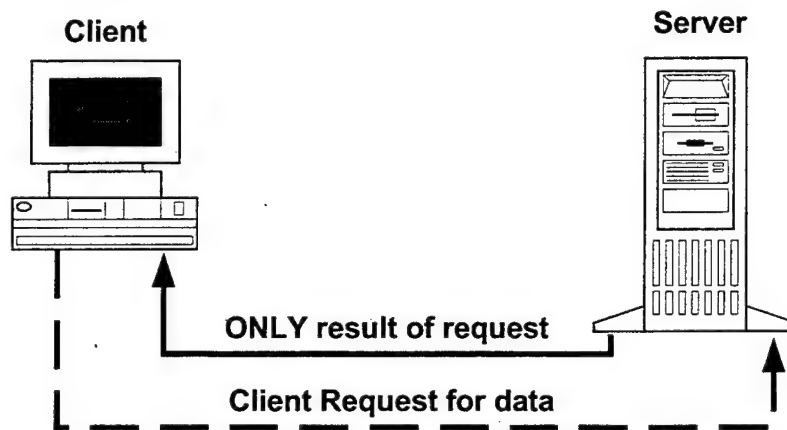 Client
Server
ONLY result of request
Client Request for data